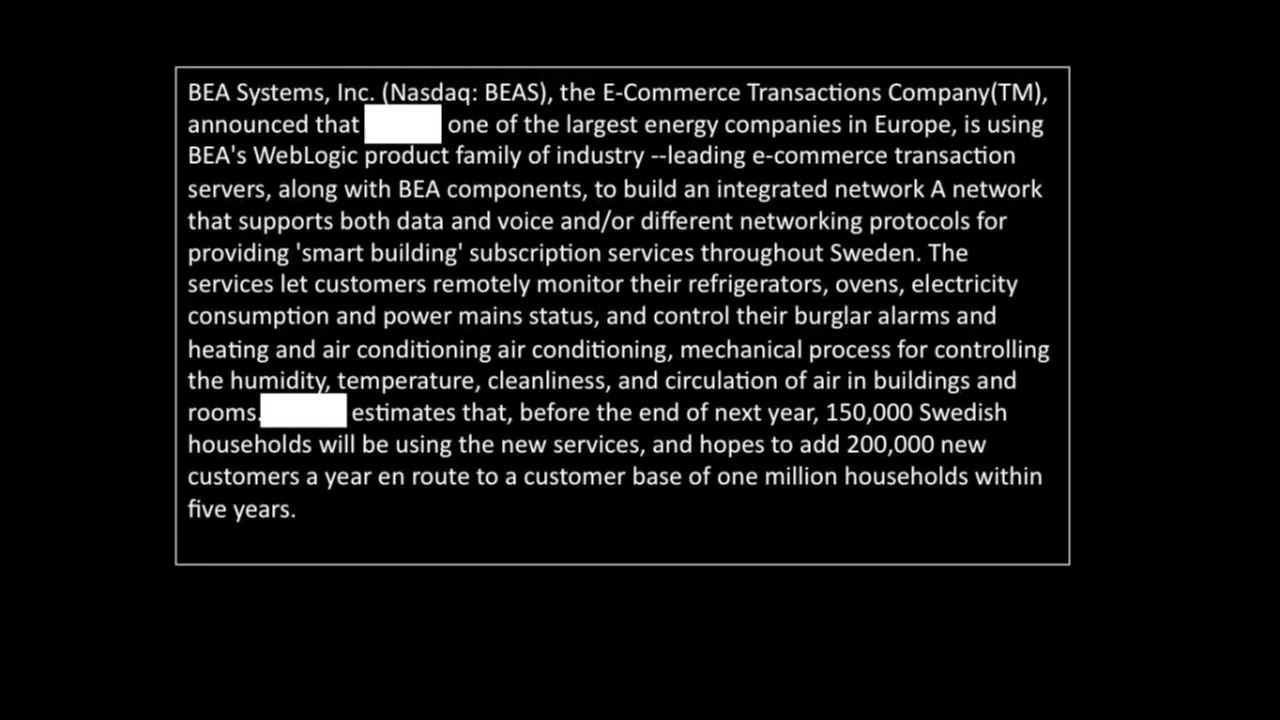 BEA Systems, Inc. (Nasdaq: BEAS), the E-Commerce Transactions Company(TM),
announced that one of the largest energy companies in Europe, is using
BEA's WebLogic product family of industry --leading e-commerce transaction
servers, along with BEA components, to build an integrated network A network
that supports both data and voice and/or different networking protocols for
providing 'smart building' subscription services throughout Sweden. The
services let customers remotely monitor their refrigerators, ovens, electricity
consumption and power mains status, and control their burglar alarms and
heating and air conditioning air conditioning, mechanical process for controlling
the humidity, temperature, cleanliness, and circulation of air in buildings and
rooms. estimates that, before the end of next year, 150,000 Swedish
households will be using the new services, and hopes to add 200,000 new
customers a year en route to a customer base of one million households within
five years.